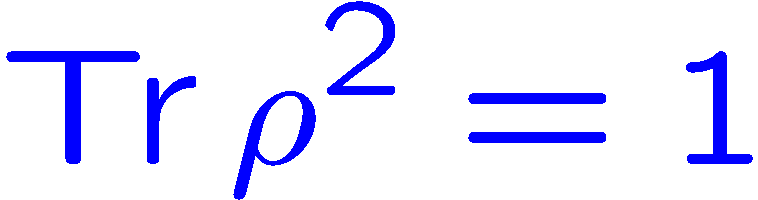 Tr ρ² = 1